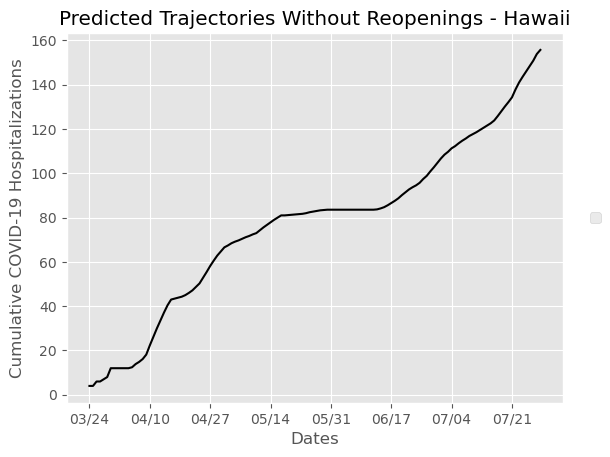 Predicted Trajectories Without Reopenings - Hawaii
Cumulative COVID-19 Hospitalizations
160
140
120
100
80
60
40
20
0
03/24 04/10 04/27 05/14 05/31 06/17 07/04 07/21
Dates